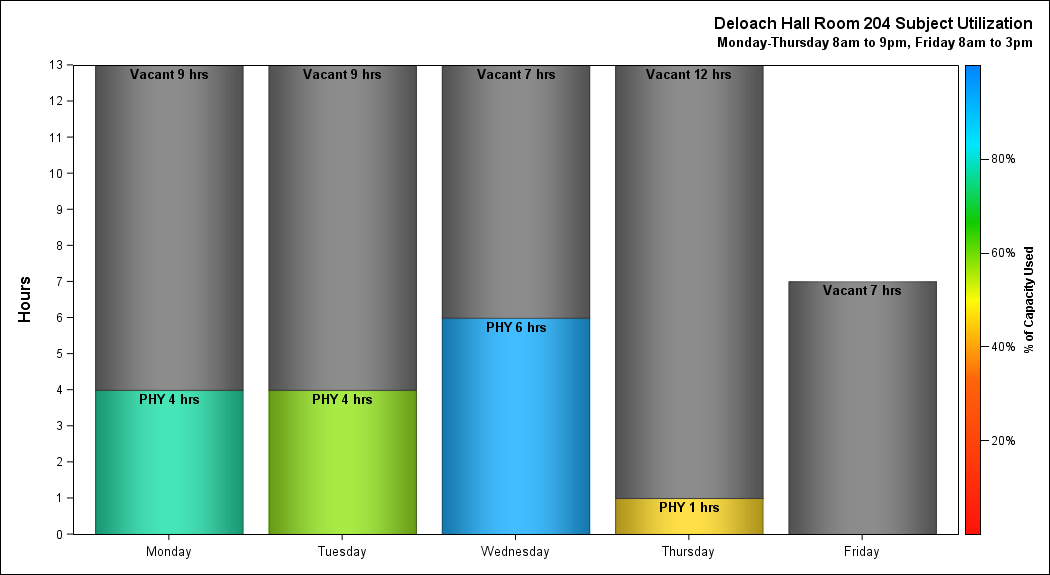 Deloach Hall Room 204 Subject Utilization
Monday-Thursday 8am to 9pm, Friday 8am to 3pm
Hours
13
12
11
10
9
8
7
6
5
4
3
2
1
0
Vacant 9 hrs
PHY 4 hrs
Vacant 9 hrs
PHY 4 hrs
Vacant 7 hrs
PHY 6 hrs
Vacant 12 hrs
PHY 1 hrs
Vacant 7 hrs
Monday
Tuesday
Wednesday
Thursday
Friday
80%
60%
40%
20%
% of Capacity Used